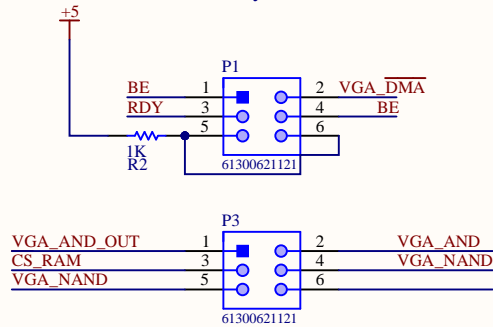 +5
P1
BE 1 2 VGA_DMA
RDY 3 4 BE
5 6
1K
R2
61300621121
P3
VGA_AND_OUT 1 2 VGA_AND
CS_RAM 3 4 VGA_NAND
VGA_NAND 5 6
61300621121